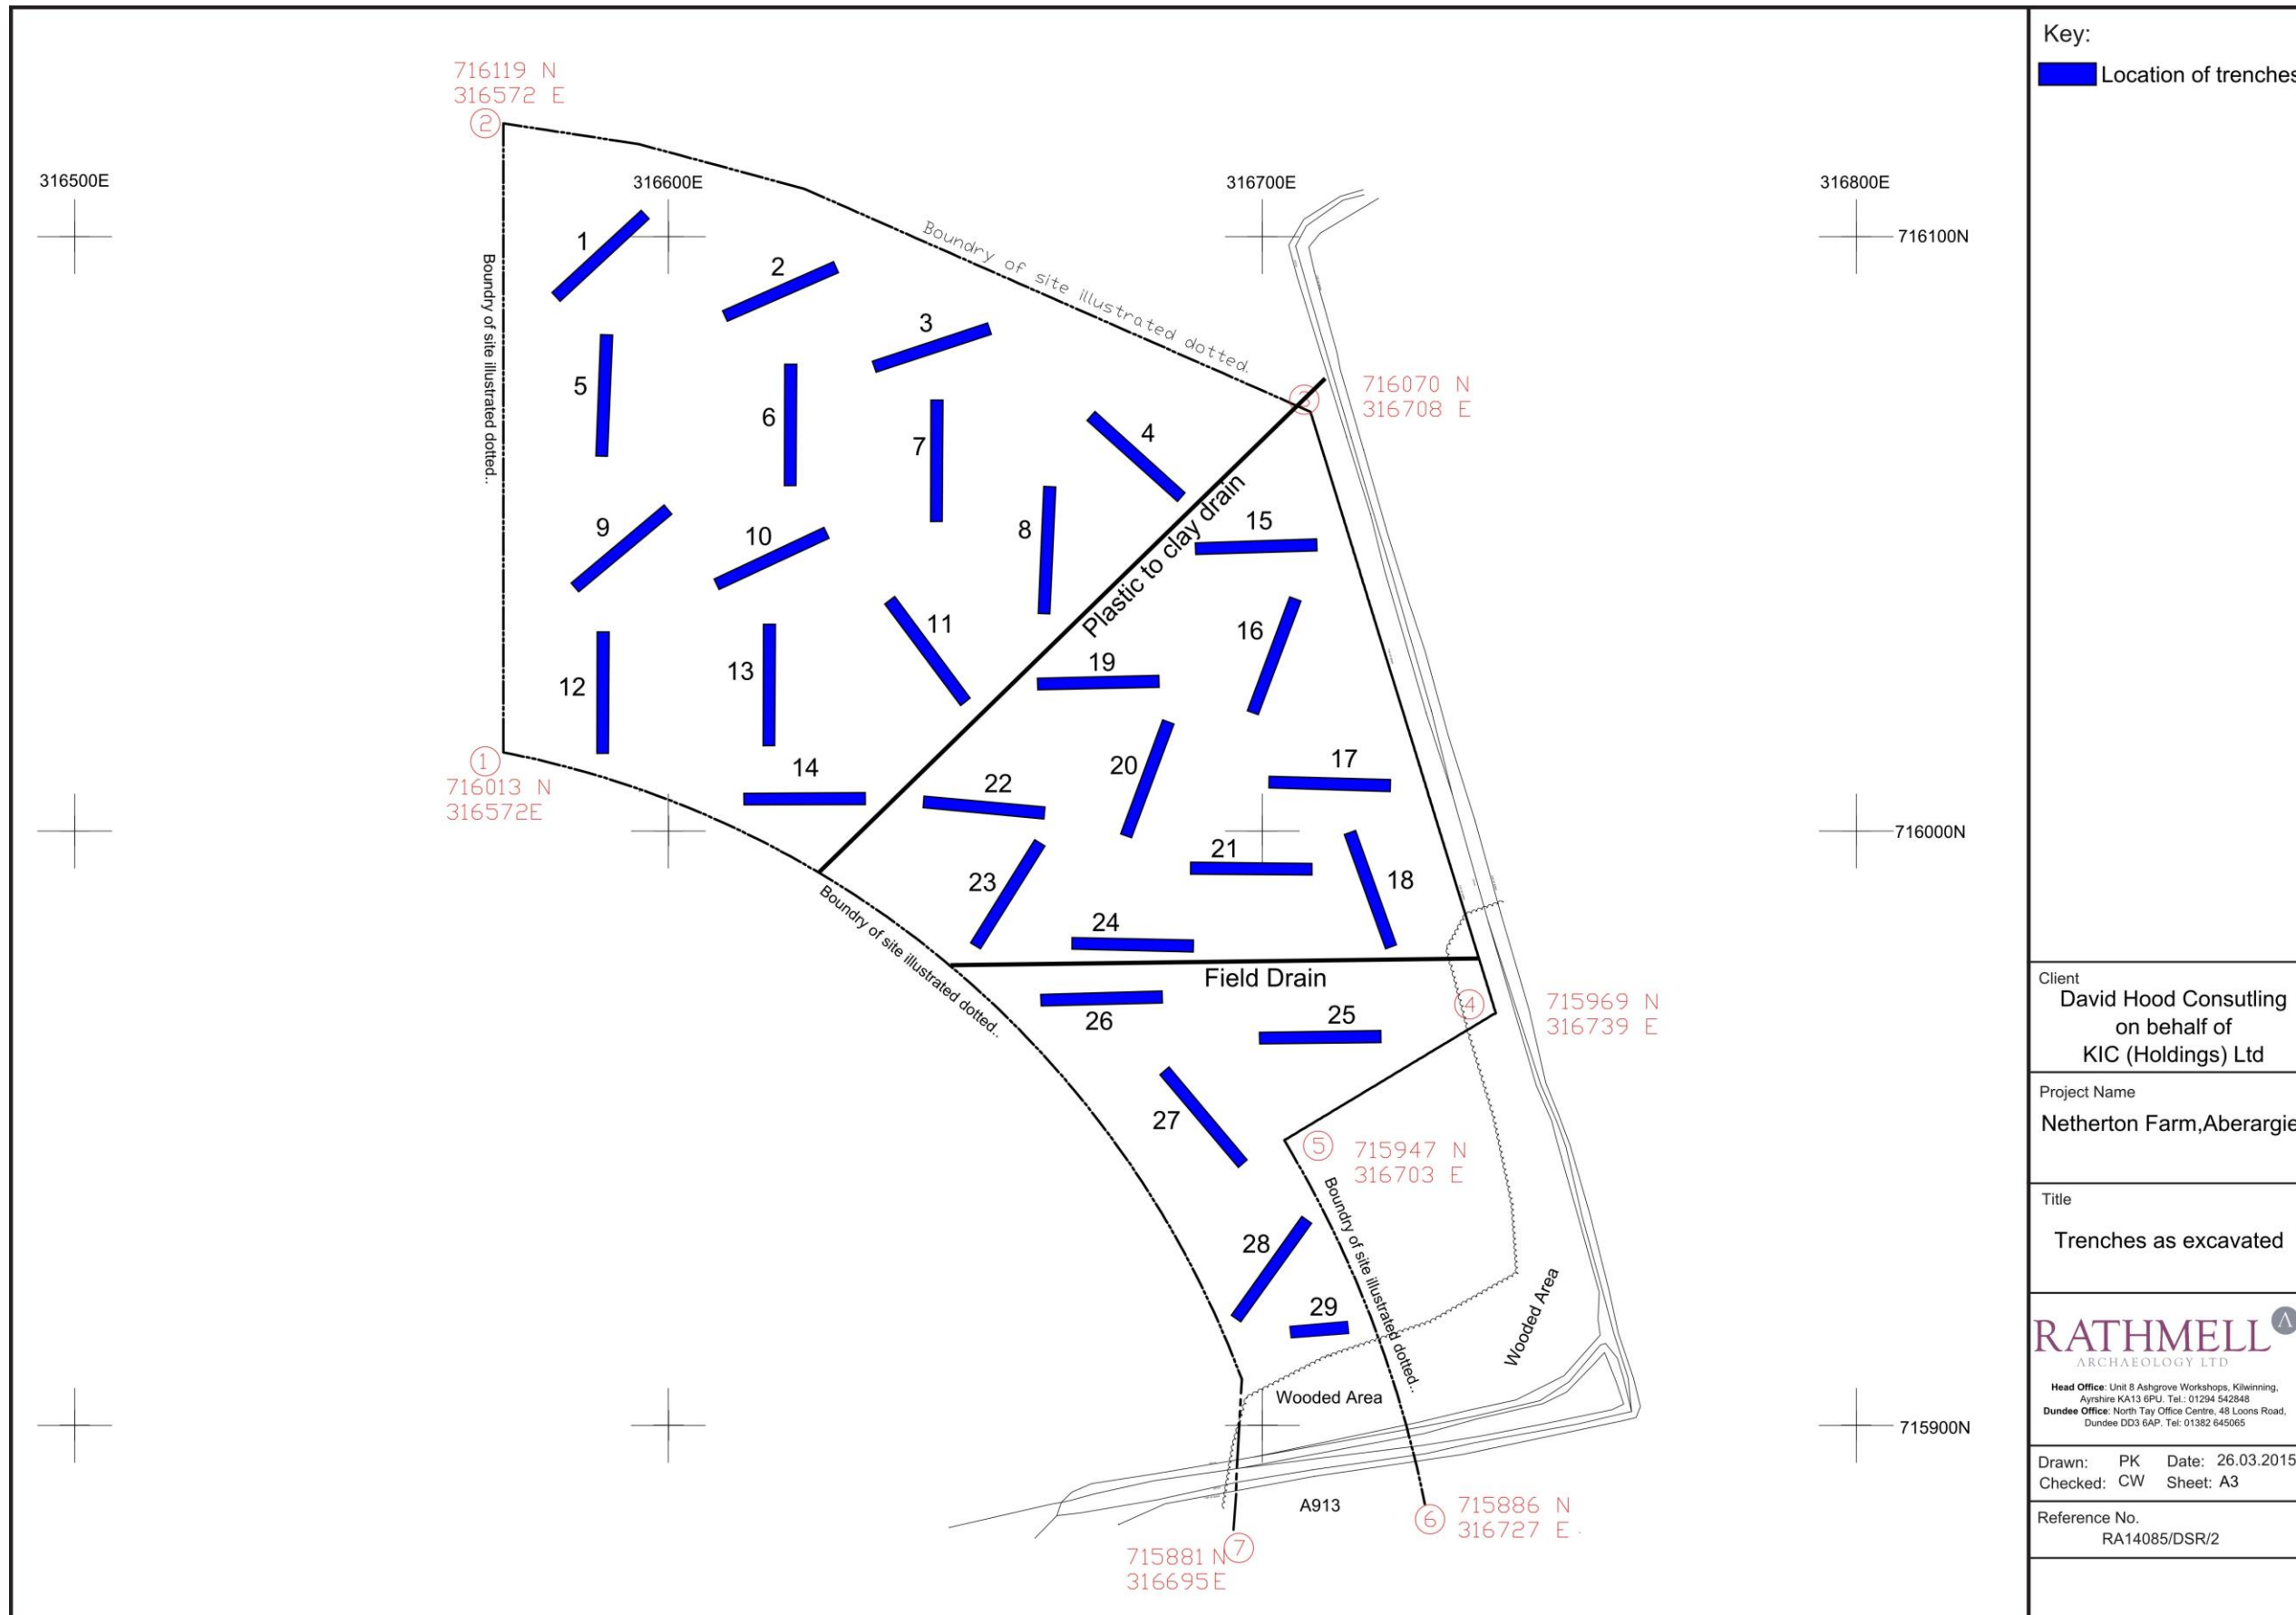 716119 N
316572 E
2
316500E
316600E
316700E
316800E
716100N
Boundry of site illustrated dotted.
Boundry of site illustrated dotted..
1
2
3
4
5
6
7
8
9
10
11
12
13
14
15
16
17
18
19
20
21
22
23
24
25
26
27
28
29
3
716070 N
316708 E
Plastic to clay drain
1
716013 N
316572E
716000N
Boundry of site illustrated dotted..
Field Drain
4
715969 N
316739 E
5
715947 N
316703 E
Boundry of site illustrated dotted..
Wooded Area
Wooded Area
715900N
A913
6
715886 N
316727 E
7
715881 N
316695E
Key:
Location of trenches
Client
David Hood Consutling
on behalf of
KIC (Holdings) Ltd
Project Name
Netherton Farm,Aberargie
Title
Trenches as excavated
RATHMELL
ARCHAEOLOGY LTD
Head Office: Unit 8 Ashgrove Workshops, Kilwinning,
Ayrshire KA13 6PU. Tel.: 01294 542848
Dundee Office: North Tay Office Centre, 48 Loons Road,
Dundee DD3 6AP. Tel: 01382 645065
Drawn: PK Date: 26.03.2015
Checked: CW Sheet: A3
Reference No.
RA14085/DSR/2